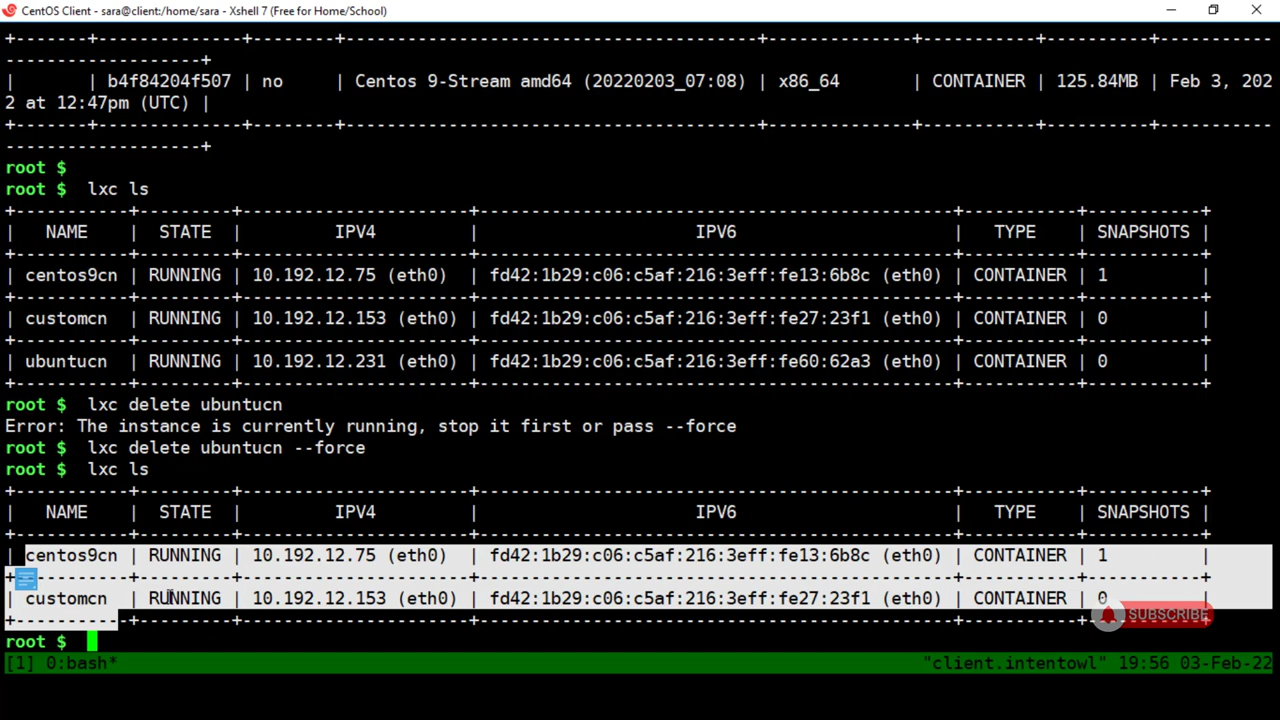 CentOS Client - sara@client:/home/sara - Xshell 7 (Free for Home/School)
+-------+--------------+--------+-----------------------------------------+--------------+-----------+-----------+-----------
-------------------+
|       | b4f84204f507 | no     | Centos 9-Stream amd64 (20220203_07:08) | x86_64       | CONTAINER | 125.84MB | Feb 3, 202
2 at 12:47pm (UTC) |
+-------+--------------+--------+-----------------------------------------+--------------+-----------+-----------+-----------
-------------------+
root $
root $  lxc ls
+-----------+---------+----------------------+-----------------------------------------------+-----------+-----------+
|   NAME    |  STATE  |         IPV4         |                     IPV6                      |   TYPE    | SNAPSHOTS |
+-----------+---------+----------------------+-----------------------------------------------+-----------+-----------+
| centos9cn | RUNNING | 10.192.12.75 (eth0)  | fd42:1b29:c06:c5af:216:3eff:fe13:6b8c (eth0) | CONTAINER | 1         |
+-----------+---------+----------------------+-----------------------------------------------+-----------+-----------+
| customcn  | RUNNING | 10.192.12.153 (eth0) | fd42:1b29:c06:c5af:216:3eff:fe27:23f1 (eth0) | CONTAINER | 0         |
+-----------+---------+----------------------+-----------------------------------------------+-----------+-----------+
| ubuntucn  | RUNNING | 10.192.12.231 (eth0) | fd42:1b29:c06:c5af:216:3eff:fe60:62a3 (eth0) | CONTAINER | 0         |
+-----------+---------+----------------------+-----------------------------------------------+-----------+-----------+
root $  lxc delete ubuntucn
Error: The instance is currently running, stop it first or pass --force
root $  lxc delete ubuntucn --force
root $  lxc ls
+-----------+---------+----------------------+-----------------------------------------------+-----------+-----------+
|   NAME    |  STATE  |         IPV4         |                     IPV6                      |   TYPE    | SNAPSHOTS |
+-----------+---------+----------------------+-----------------------------------------------+-----------+-----------+
| centos9cn | RUNNING | 10.192.12.75 (eth0)  | fd42:1b29:c06:c5af:216:3eff:fe13:6b8c (eth0) | CONTAINER | 1         |
+-----------+---------+----------------------+-----------------------------------------------+-----------+-----------+
| customcn  | RUNNING | 10.192.12.153 (eth0) | fd42:1b29:c06:c5af:216:3eff:fe27:23f1 (eth0) | CONTAINER | 0         |
SUBSCRIBE
+-----------+---------+----------------------+-----------------------------------------------+-----------+-----------+
root $
[1] 0:bash* "client.intentowl" 19:56 03-Feb-22